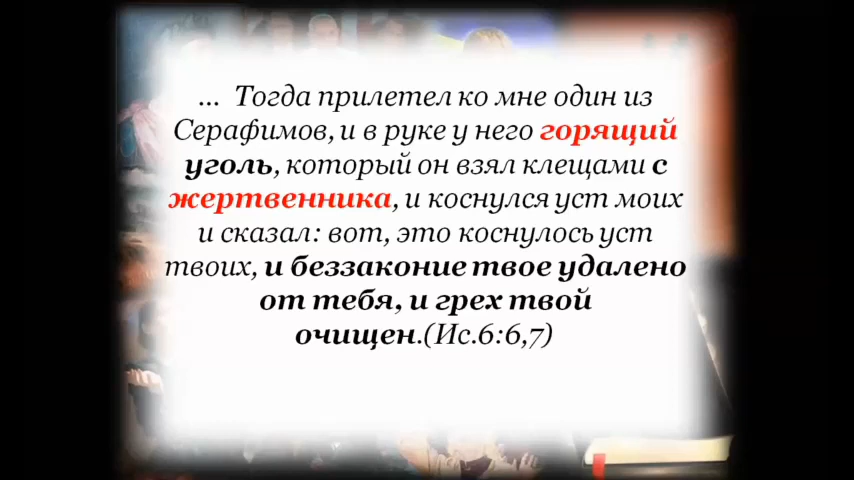 ... Тогда прилетел ко мне один из
Серафимов, и в руке у него горящий
уголь, который он взял клещами с
жертвенника, и коснулся уст моих
и сказал: вот, это коснулось уст
твоих, и беззаконие твое удалено
от тебя, и грех твой
очищен.(Ис.6:6,7)